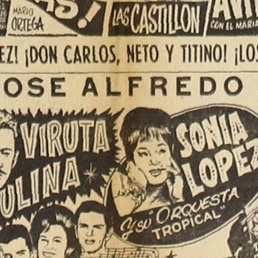 MARIO
ORTEGA
AS!
LAS CASTILLON
CON EL MARIA
EZ! ¡DON CARLOS, NETO Y TITINO! ¡LOS
OSE ALFREDO
VIRUTA
ULINA
SONIA
LOPEZ
Y SU ORQUESTA
TROPICAL"